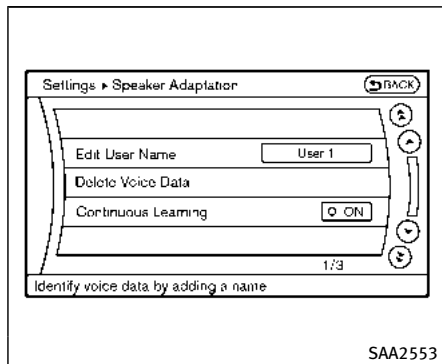 Settings ▸ Speaker Adaptation BACK
Edit User Name User 1
Delete Voice Data
Continuous Learning ON
1/3
Identify voice data by adding a name
SAA2553